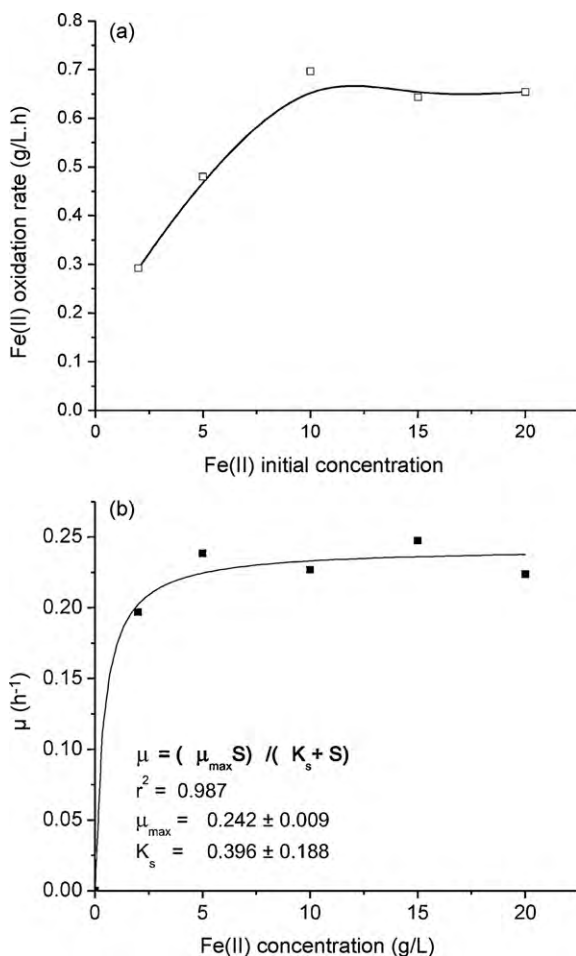 (a)
0.8
0.7
0.6
0.5
0.4
0.3
0.2
0.1
0.0
Fe(II) oxidation rate (g/L.h)
0 5 10 15 20
Fe(II) initial concentration
(b)
0.25
0.20
0.15
0.10
0.05
0.00
μ (h⁻¹)
μ = ( μmaxS) /( Ks+ S)
r² = 0.987
μmax = 0.242 ± 0.009
Ks = 0.396 ± 0.188
0 5 10 15 20
Fe(II) concentration (g/L)